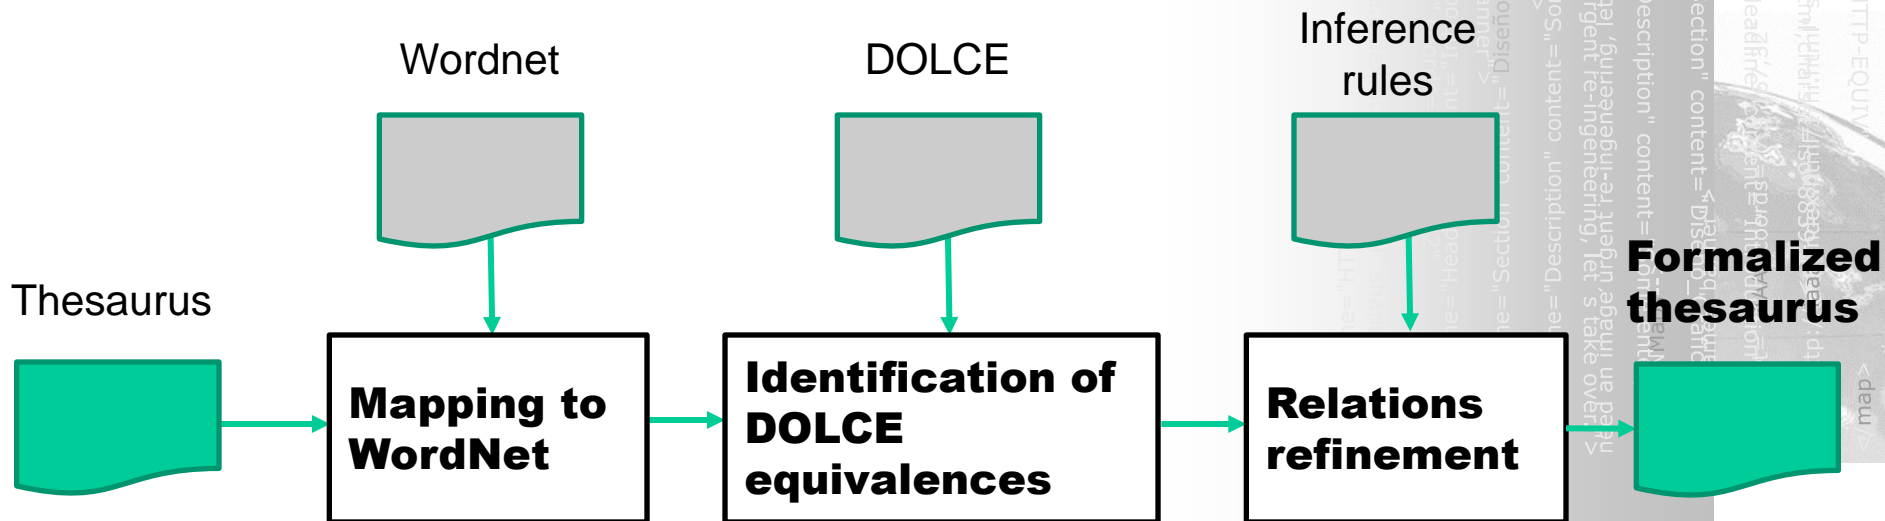 Wordnet
DOLCE
Inference
rules
Thesaurus
Mapping to
WordNet
Identification of
DOLCE
equivalences
Relations
refinement
Formalized
thesaurus